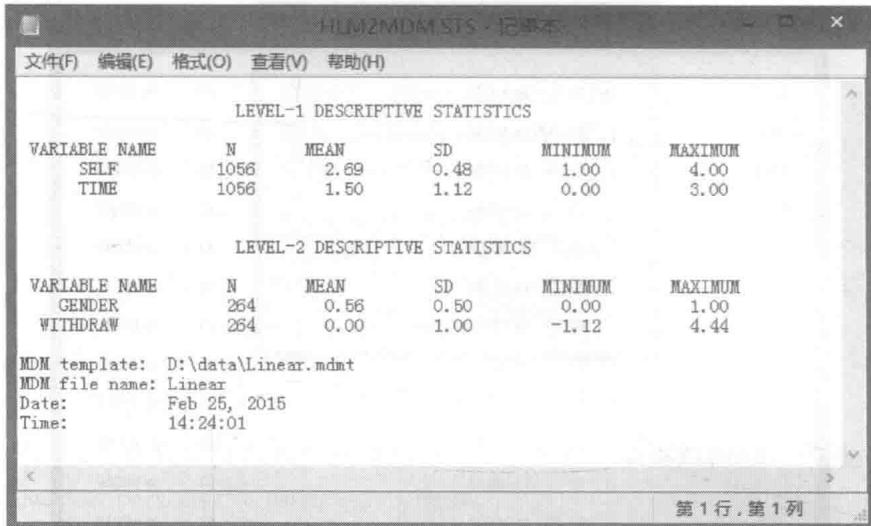 HLM2MDM.STS - 记事本
文件(F) 编辑(E) 格式(O) 查看(V) 帮助(H)
LEVEL-1 DESCRIPTIVE STATISTICS
VARIABLE NAME N MEAN SD MINIMUM MAXIMUM
SELF 1056 2.69 0.48 1.00 4.00
TIME 1056 1.50 1.12 0.00 3.00
LEVEL-2 DESCRIPTIVE STATISTICS
VARIABLE NAME N MEAN SD MINIMUM MAXIMUM
GENDER 264 0.56 0.50 0.00 1.00
WITHDRAW 264 0.00 1.00 -1.12 4.44
MDM template: D:\data\Linear.mdmt
MDM file name: Linear
Date: Feb 25, 2015
Time: 14:24:01
第 1 行,第 1 列